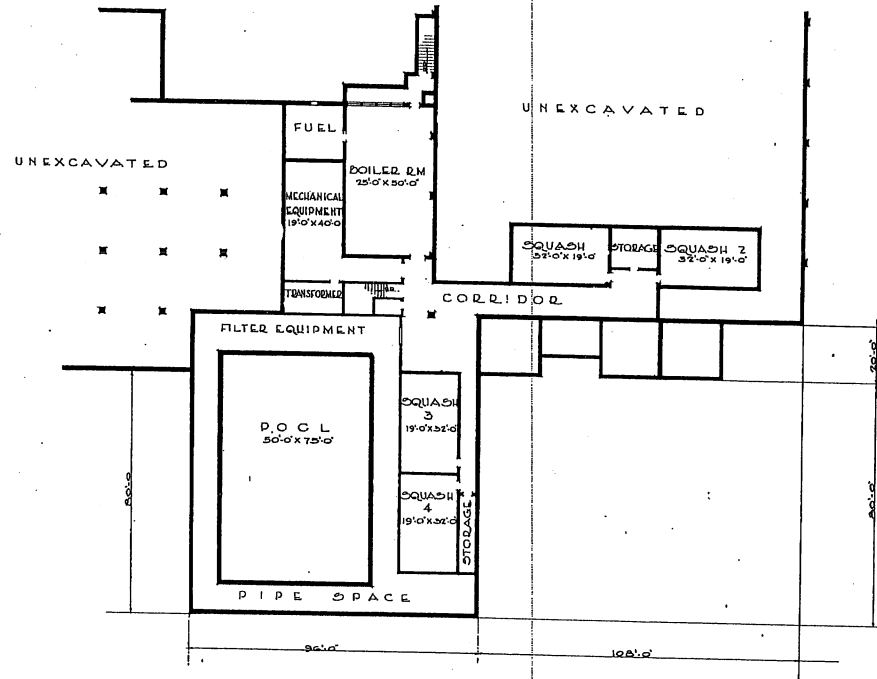 UNEXCAVATED
FUEL
UNEXCAVATED
BOILER RM
25'-0" X 50'-0"
MECHANICAL
EQUIPMENT
19'-0" X 40'-0
SQUASH
32'-0" X 19'-0"
STORAGE
SQUASH 2
32'-0" X 19'-0"
TRANSFORMER
CORRIDOR
FILTER EQUIPMENT
20'-0"
SQUASH
3
19'-0" X 32'-0"
POOL
50'-0" X 75'-0"
80'-0
SQUASH
4
19'-0" X 32'-0"
STORAGE
80'-0"
PIPE SPACE
96'-0"
108'-0"